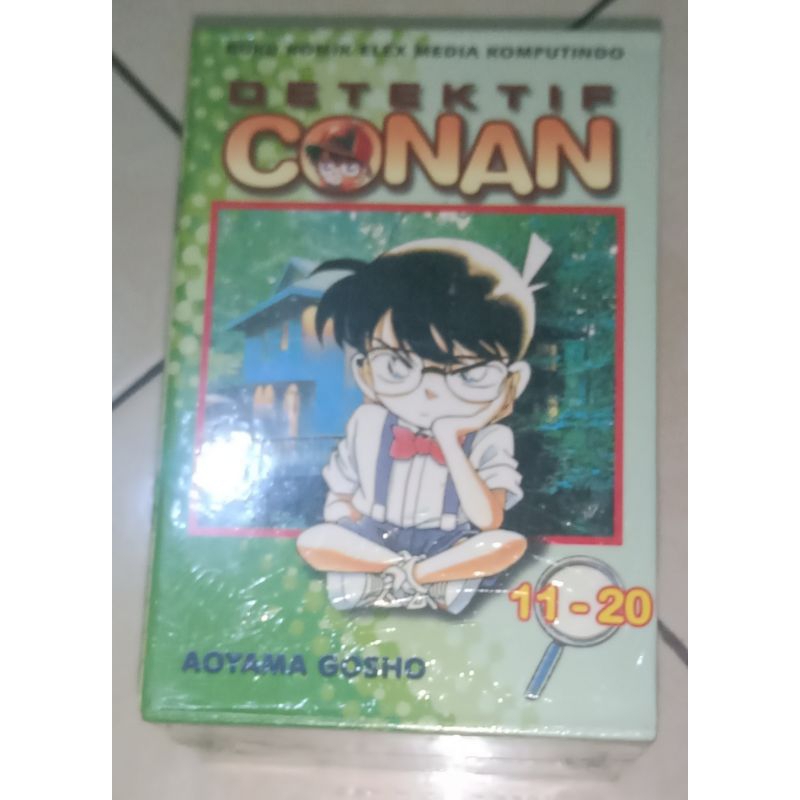 BUKU KOMIK ELEX MEDIA KOMPUTINDO
DETEKTIF
CONAN
11-20
AOYAMA GOSHO